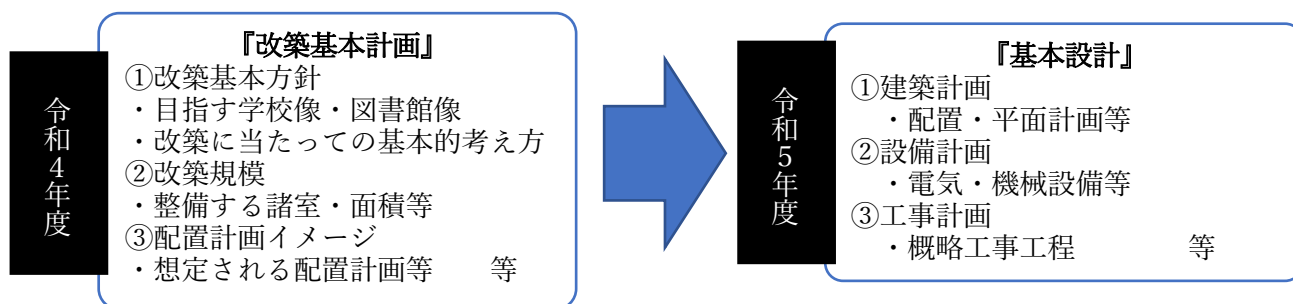 令和4年度
『改築基本計画』
①改築基本方針
・目指す学校像・図書館像
・改築に当たっての基本的考え方
②改築規模
・整備する諸室・面積等
③配置計画イメージ
・想定される配置計画等　　等
令和5年度
『基本設計』
①建築計画
・配置・平面計画等
②設備計画
・電気・機械設備等
③工事計画
・概略工事工程　　　　等